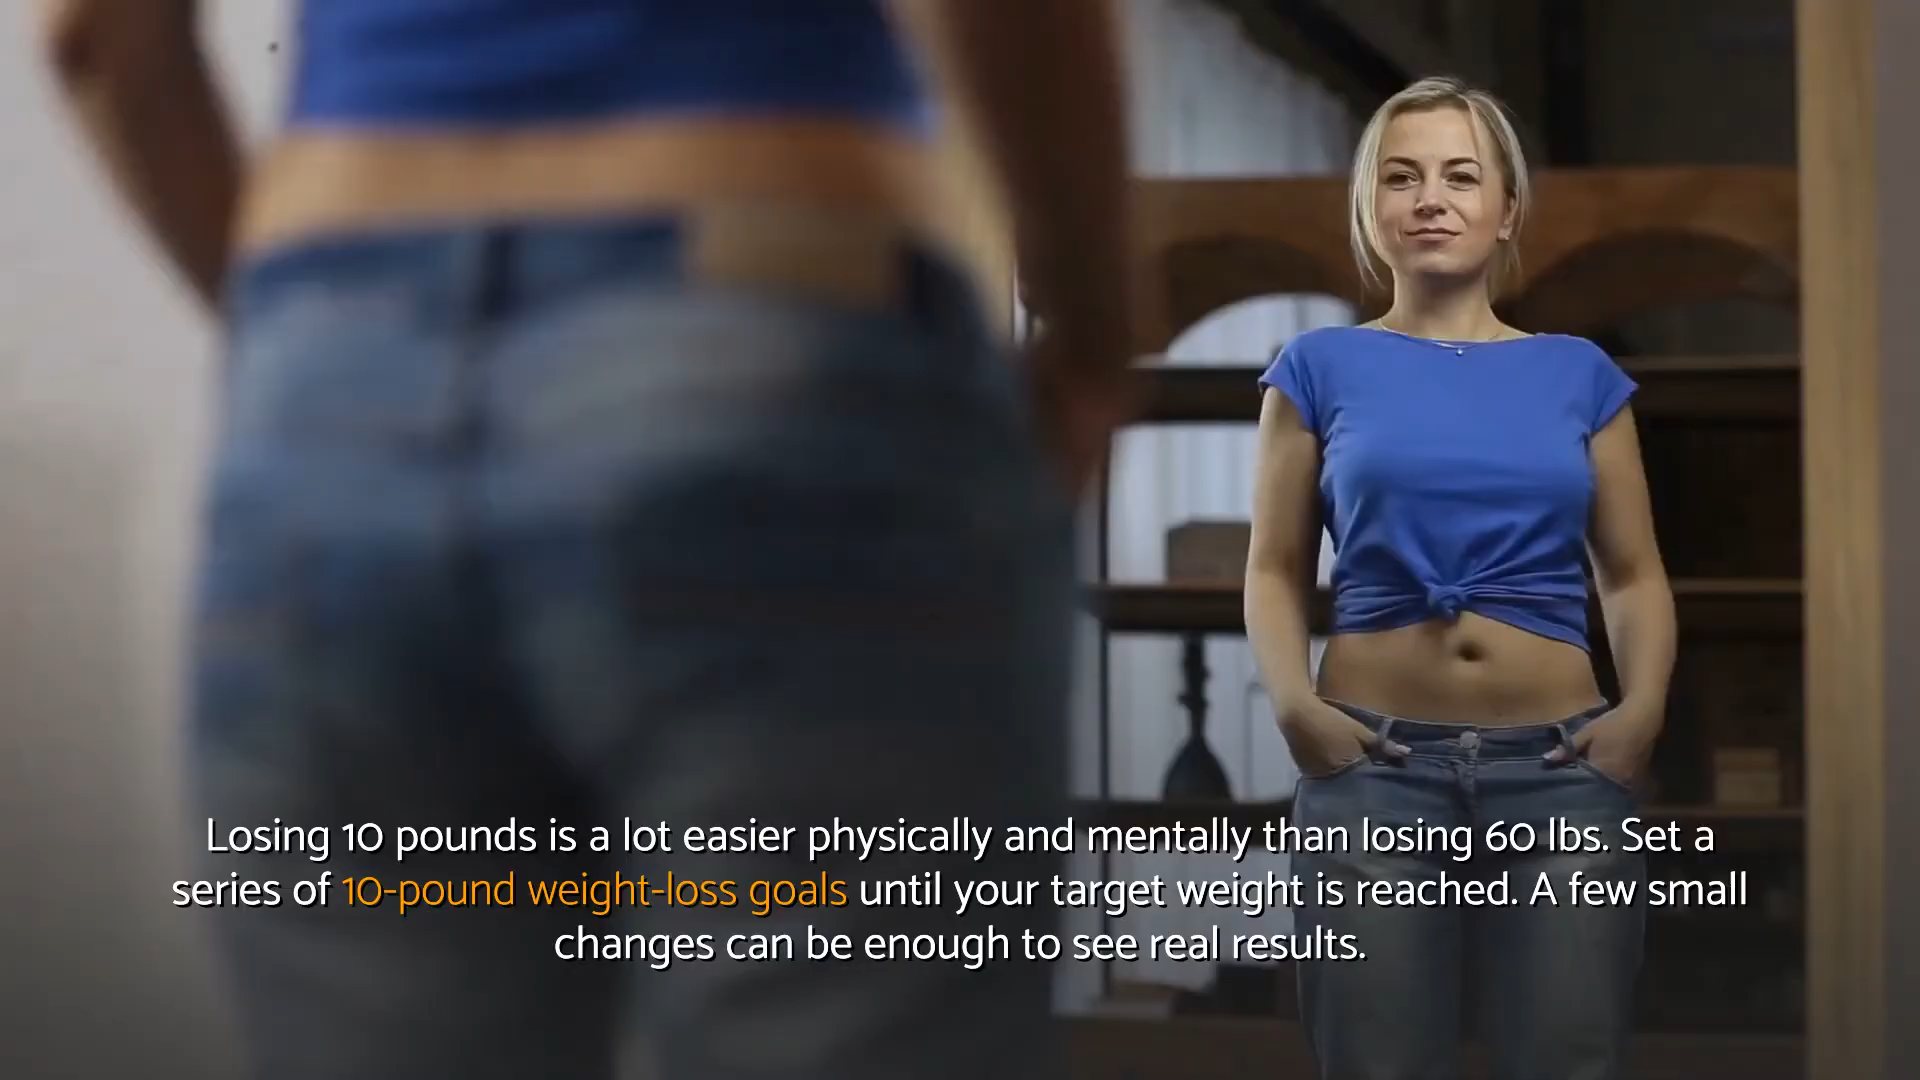 Losing 10 pounds is a lot easier physically and mentally than losing 60 lbs. Set a
series of 10-pound weight-loss goals until your target weight is reached. A few small
changes can be enough to see real results.